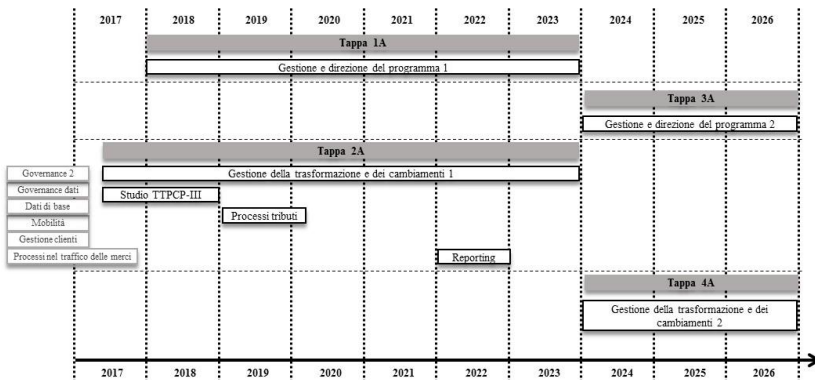 2017 2018 2019 2020 2021 2022 2023 2024 2025 2026
Tappa 1A
Gestione e direzione del programma 1
Tappa 3A
Gestione e direzione del programma 2
Tappa 2A
Governance 2
Gestione della trasformazione e dei cambiamenti 1
Governance dati
Studio TTPCP-III
Dati di base
Processi tributi
Mobilità
Gestione clienti
Processi nel traffico delle merci
Reporting
Tappa 4A
Gestione della trasformazione e dei
cambiamenti 2
2017 2018 2019 2020 2021 2022 2023 2024 2025 2026